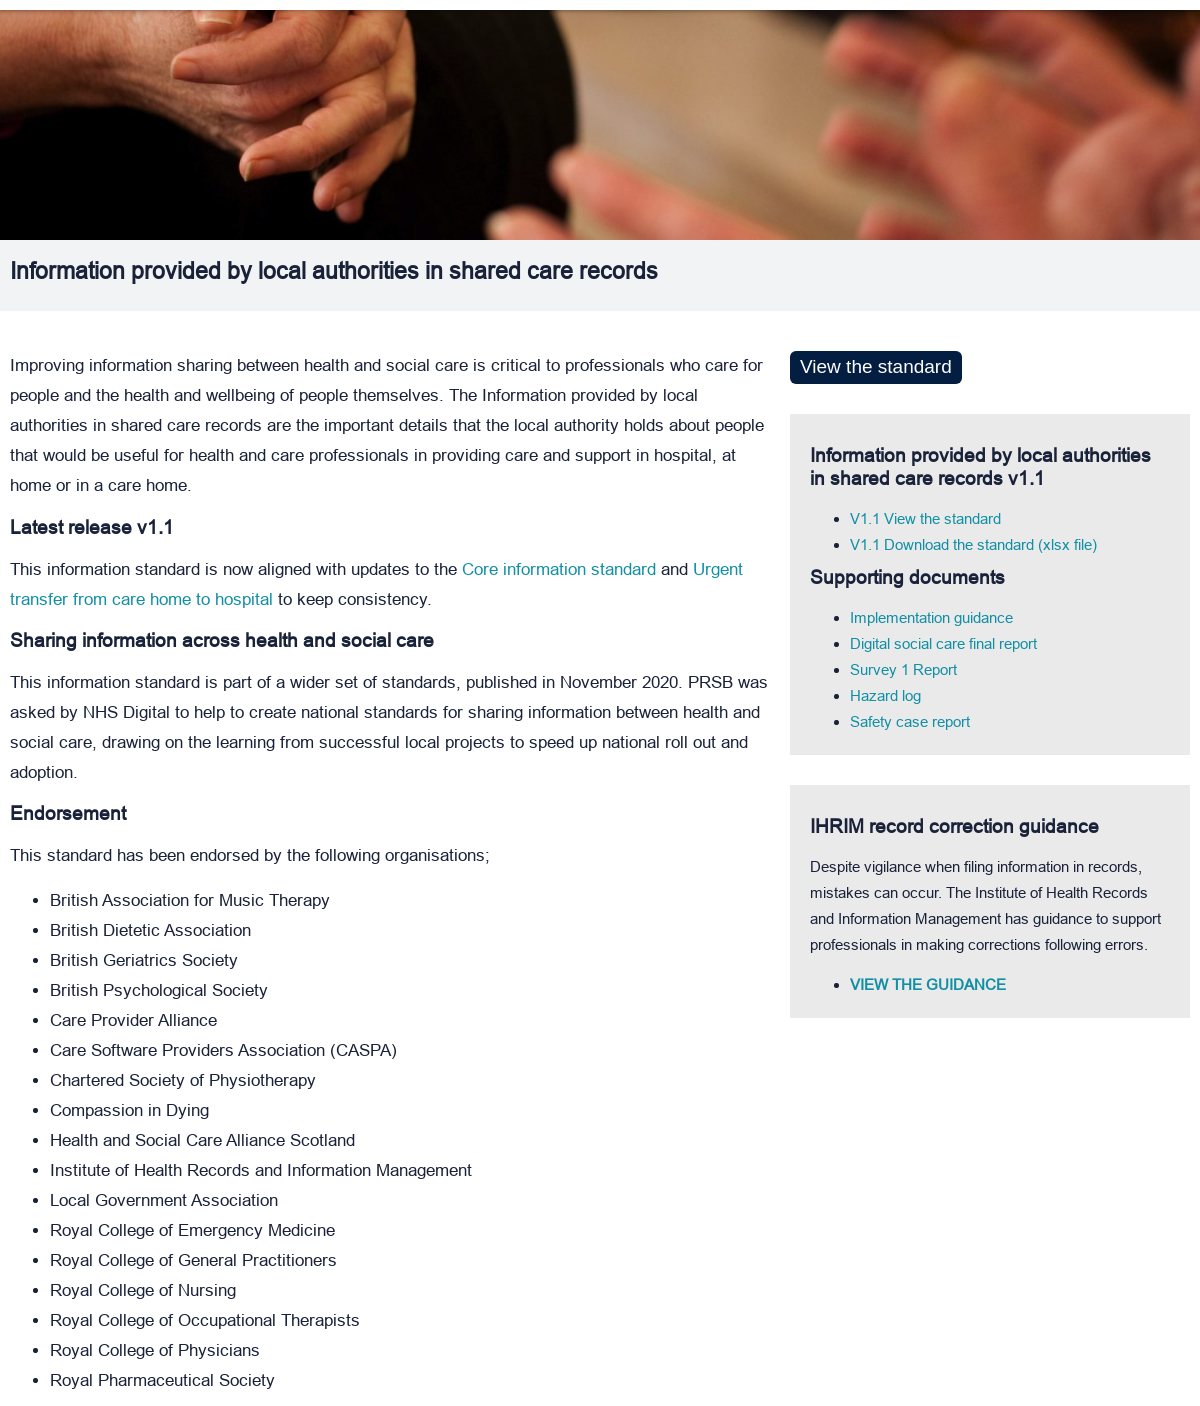 Information provided by local authorities in shared care records
Improving information sharing between health and social care is critical to professionals who care for
people and the health and wellbeing of people themselves. The Information provided by local
authorities in shared care records are the important details that the local authority holds about people
that would be useful for health and care professionals in providing care and support in hospital, at
home or in a care home.
Latest release v1.1
This information standard is now aligned with updates to the Core information standard and Urgent
transfer from care home to hospital to keep consistency.
Sharing information across health and social care
This information standard is part of a wider set of standards, published in November 2020. PRSB was
asked by NHS Digital to help to create national standards for sharing information between health and
social care, drawing on the learning from successful local projects to speed up national roll out and
adoption.
Endorsement
This standard has been endorsed by the following organisations;
• British Association for Music Therapy
• British Dietetic Association
• British Geriatrics Society
• British Psychological Society
• Care Provider Alliance
• Care Software Providers Association (CASPA)
• Chartered Society of Physiotherapy
• Compassion in Dying
• Health and Social Care Alliance Scotland
• Institute of Health Records and Information Management
• Local Government Association
• Royal College of Emergency Medicine
• Royal College of General Practitioners
• Royal College of Nursing
• Royal College of Occupational Therapists
• Royal College of Physicians
• Royal Pharmaceutical Society
View the standard
Information provided by local authorities
in shared care records v1.1
• V1.1 View the standard
• V1.1 Download the standard (xlsx file)
Supporting documents
• Implementation guidance
• Digital social care final report
• Survey 1 Report
• Hazard log
• Safety case report
IHRIM record correction guidance
Despite vigilance when filing information in records,
mistakes can occur. The Institute of Health Records
and Information Management has guidance to support
professionals in making corrections following errors.
• VIEW THE GUIDANCE